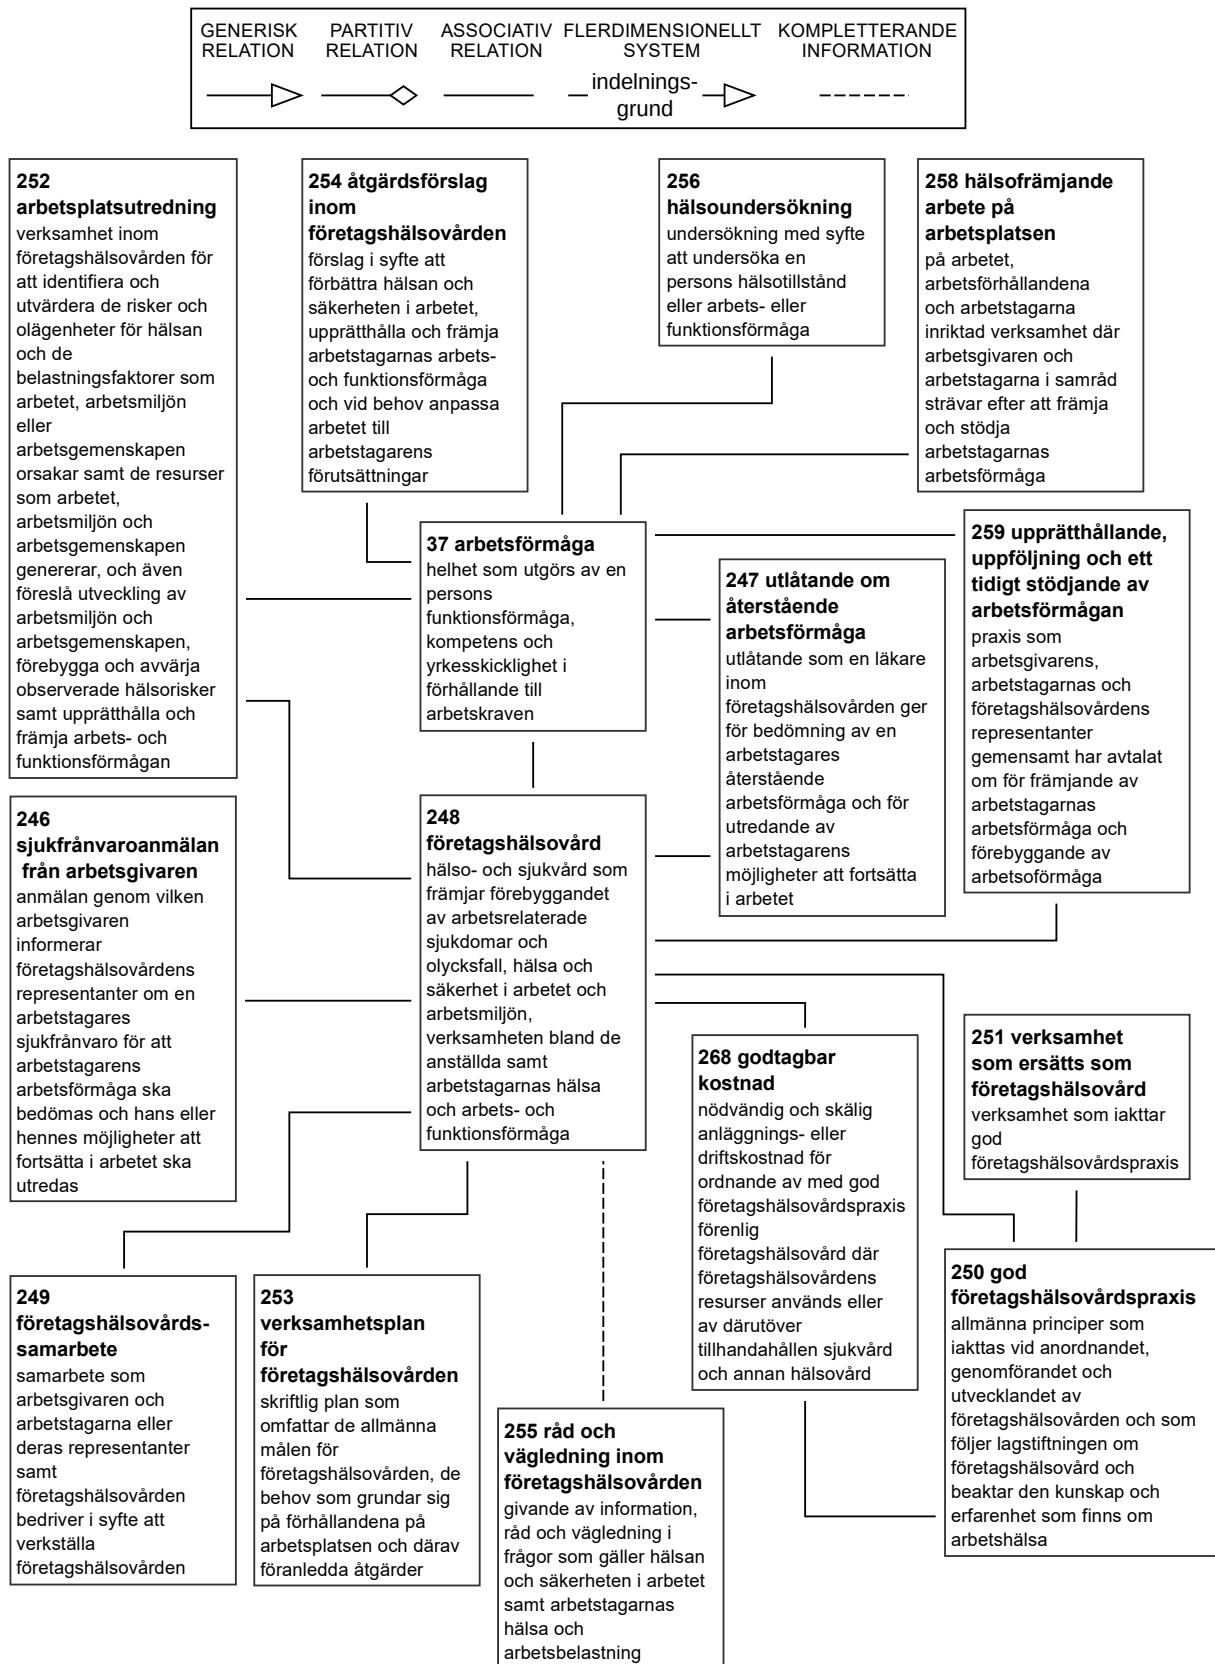 GENERISK
RELATION
PARTITIV
RELATION
ASSOCIATIV
RELATION
FLERDIMENSIONELLT
SYSTEM
indelnings-
grund
KOMPLETTERANDE
INFORMATION
252
arbetsplatsutredning
verksamhet inom
företagshälsovården för
att identifiera och
utvärdera de risker och
olägenheter för hälsan
och de
belastningsfaktorer som
arbetet, arbetsmiljön
eller
arbetsgemenskapen
orsakar samt de resurser
som arbetet,
arbetsmiljön och
arbetsgemenskapen
genererar, och även
föreslå utveckling av
arbetsmiljön och
arbetsgemenskapen,
förebygga och avvärja
observerade hälsorisker
samt upprätthålla och
främja arbets- och
funktionsförmågan
254 åtgärdsförslag
inom
företagshälsovården
förslag i syfte att
förbättra hälsan och
säkerheten i arbetet,
upprätthålla och främja
arbetstagarnas arbets-
och funktionsförmåga
och vid behov anpassa
arbetet till
arbetstagarens
förutsättningar
256
hälsoundersökning
undersökning med syfte
att undersöka en
persons hälsotillstånd
eller arbets- eller
funktionsförmåga
258 hälsofrämjande
arbete på
arbetsplatsen
på arbetet,
arbetsförhållandena
och arbetstagarna
inriktad verksamhet där
arbetsgivaren och
arbetstagarna i samråd
strävar efter att främja
och stödja
arbetstagarnas
arbetsförmåga
37 arbetsförmåga
helhet som utgörs av en
persons
funktionsförmåga,
kompetens och
yrkesskicklighet i
förhållande till
arbetskraven
247 utlåtande om
återstående
arbetsförmåga
utlåtande som en läkare
inom
företagshälsovården ger
för bedömning av en
arbetstagares
återstående
arbetsförmåga och för
utredande av
arbetstagarens
möjligheter att fortsätta
i arbetet
259 upprätthållande,
uppföljning och ett
tidigt stödjande av
arbetsförmågan
praxis som
arbetsgivarens,
arbetstagarnas och
företagshälsovårdens
representanter
gemensamt har avtalat
om för främjande av
arbetstagarnas
arbetsförmåga och
förebyggande av
arbetsoförmåga
246
sjukfrånvaroanmälan
från arbetsgivaren
anmälan genom vilken
arbetsgivaren
informerar
företagshälsovårdens
representanter om en
arbetstagares
sjukfrånvaro för att
arbetstagarens
arbetsförmåga ska
bedömas och hans eller
hennes möjligheter att
fortsätta i arbetet ska
utredas
248
företagshälsovård
hälso- och sjukvård som
främjar förebyggandet
av arbetsrelaterade
sjukdomar och
olycksfall, hälsa och
säkerhet i arbetet och
arbetsmiljön,
verksamheten bland de
anställda samt
arbetstagarnas hälsa
och arbets- och
funktionsförmåga
268 godtagbar
kostnad
nödvändig och skälig
anläggnings- eller
driftskostnad för
ordnande av med god
företagshälsovårdspraxis
förenlig
företagshälsovård där
företagshälsovårdens
resurser används eller
av därutöver
tillhandahållen sjukvård
och annan hälsovård
251 verksamhet
som ersätts som
företagshälsovård
verksamhet som iakttar
god
företagshälsovårdspraxis
249
företagshälsovårds-
samarbete
samarbete som
arbetsgivaren och
arbetstagarna eller
deras representanter
samt
företagshälsovården
bedriver i syfte att
verkställa
företagshälsovården
253
verksamhetsplan
för
företagshälsovården
skriftlig plan som
omfattar de allmänna
målen för
företagshälsovården, de
behov som grundar sig
på förhållandena på
arbetsplatsen och därav
föranledda åtgärder
255 råd och
vägledning inom
företagshälsovården
givande av information,
råd och vägledning i
frågor som gäller hälsan
och säkerheten i arbetet
samt arbetstagarnas
hälsa och
arbetsbelastning
250 god
företagshälsovårdspraxis
allmänna principer som
iakttas vid anordnandet,
genomförandet och
utvecklandet av
företagshälsovården och som
följer lagstiftningen om
företagshälsovård och
beaktar den kunskap och
erfarenhet som finns om
arbetshälsa